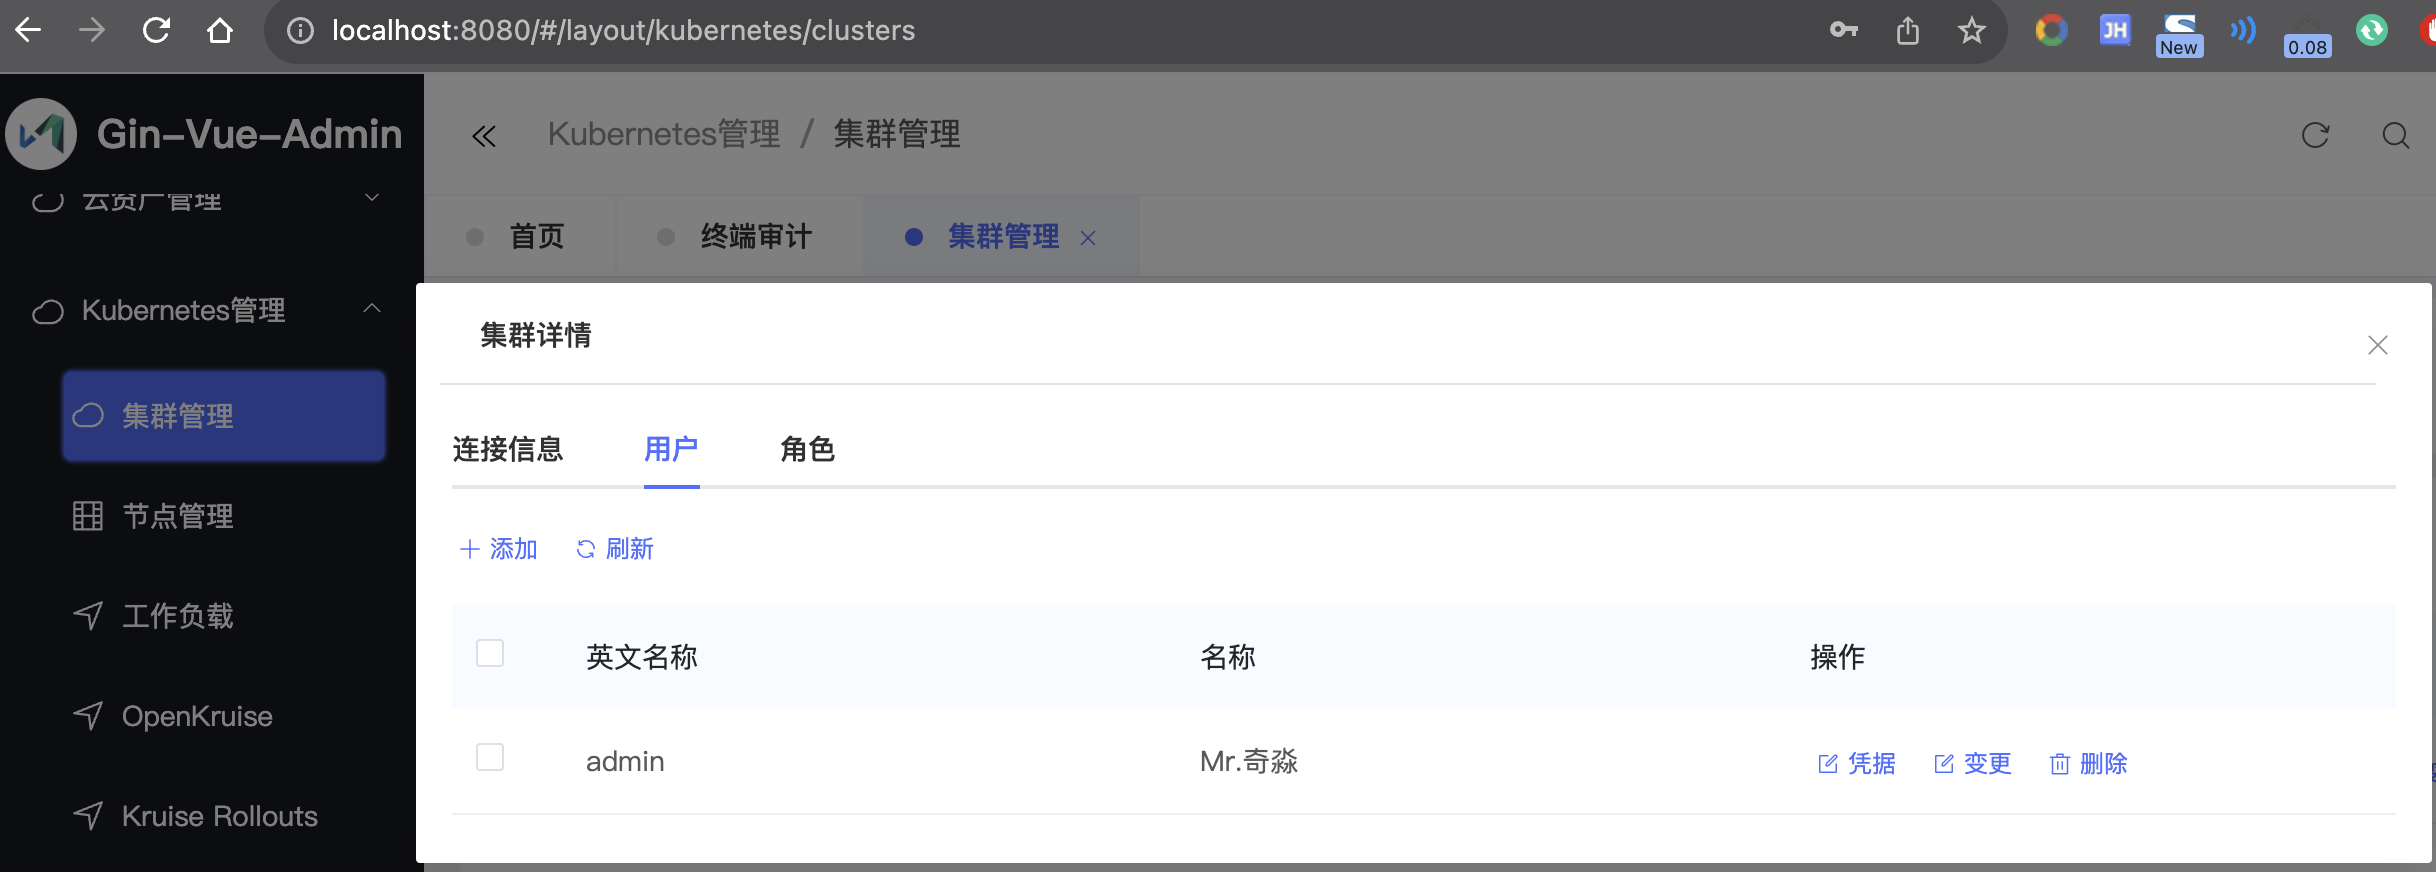 localhost:8080/#/layout/kubernetes/clusters
JH
New
0.08
Gin-Vue-Admin
Kubernetes管理 / 集群管理
云资产管理
首页
终端审计
集群管理
Kubernetes管理
集群管理
节点管理
工作负载
OpenKruise
Kruise Rollouts
集群详情
连接信息
用户
角色
添加
刷新
英文名称 名称 操作
admin Mr.奇淼 凭据 变更 删除